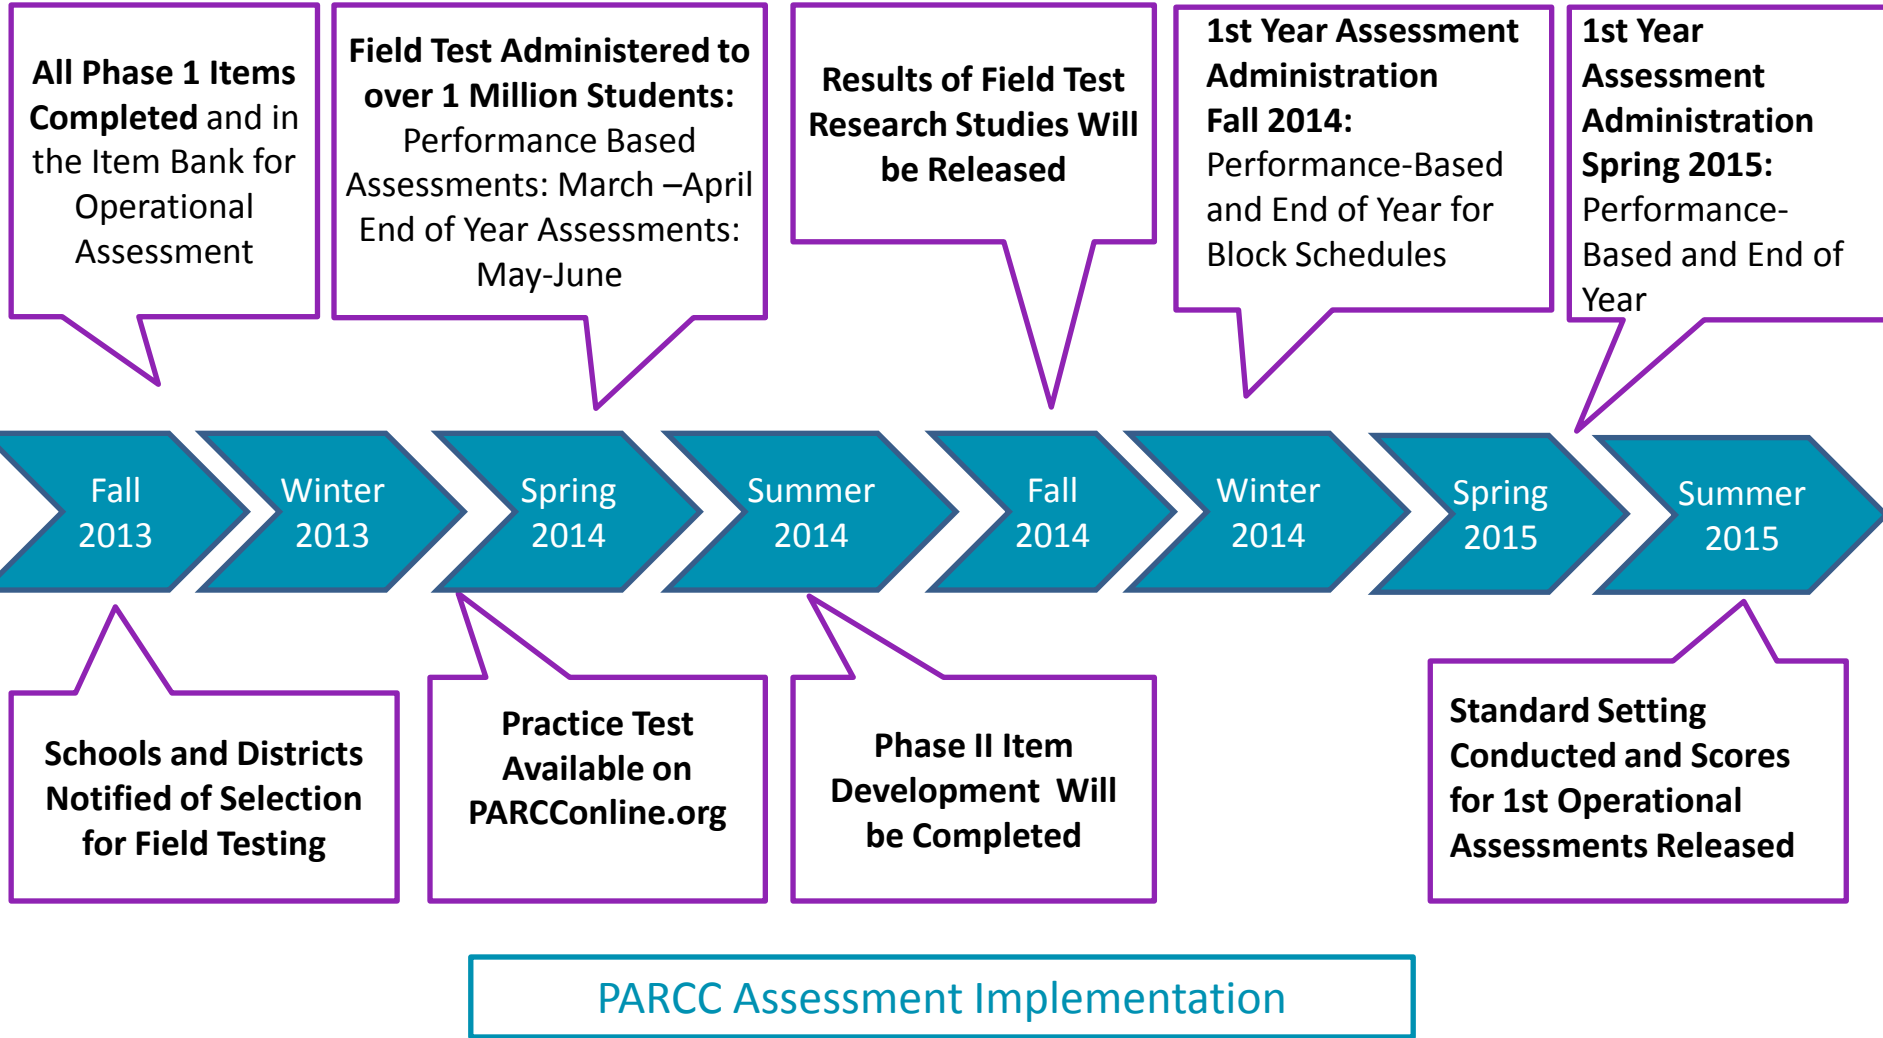 All Phase 1 Items
Completed and in
the Item Bank for
Operational
Assessment
Field Test Administered to
over 1 Million Students:
Performance Based
Assessments: March –April
End of Year Assessments:
May-June
Results of Field Test
Research Studies Will
be Released
1st Year Assessment
Administration
Fall 2014:
Performance-Based
and End of Year for
Block Schedules
1st Year
Assessment
Administration
Spring 2015:
Performance-
Based and End of
Year
Fall
2013
Winter
2013
Spring
2014
Summer
2014
Fall
2014
Winter
2014
Spring
2015
Summer
2015
Schools and Districts
Notified of Selection
for Field Testing
Practice Test
Available on
PARCConline.org
Phase II Item
Development  Will
be Completed
Standard Setting
Conducted and Scores
for 1st Operational
Assessments Released
PARCC Assessment Implementation